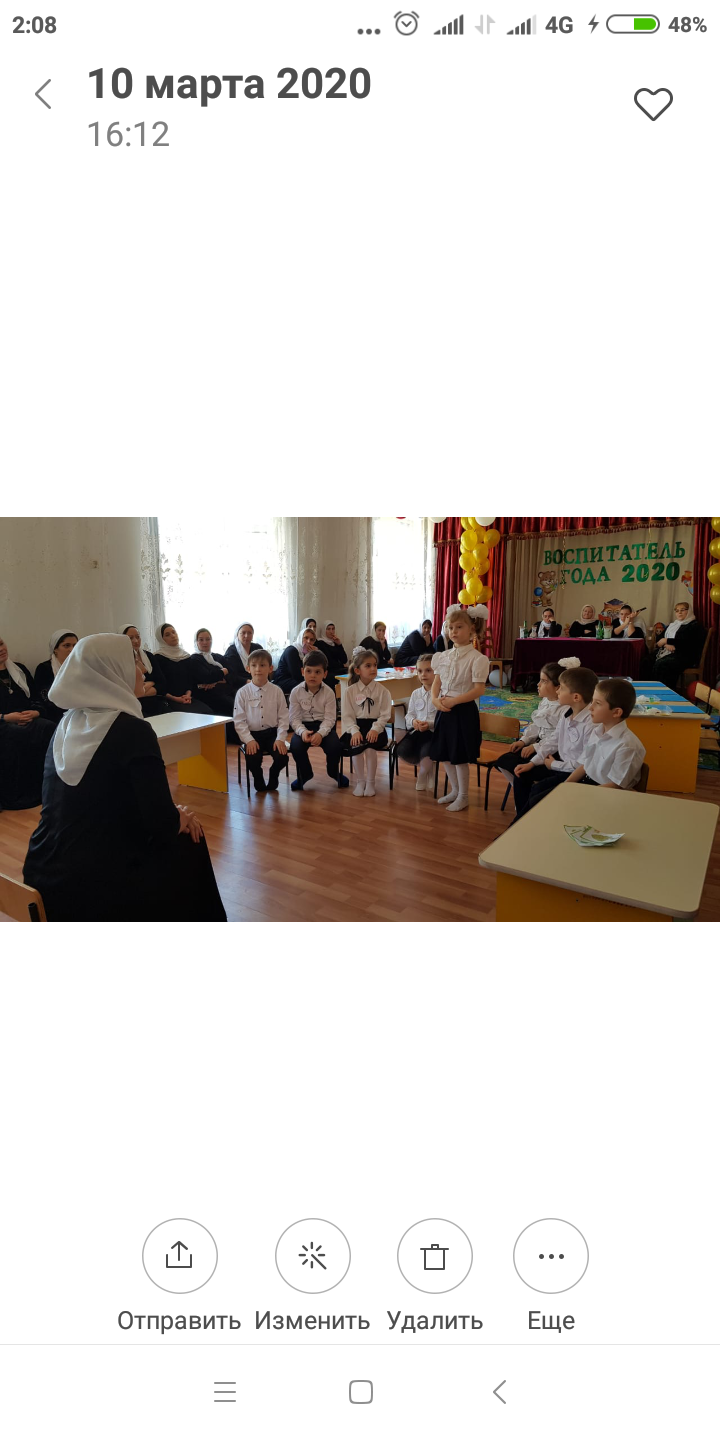 2:08
4G
48%
10 марта 2020
16:12
ВОСПИТАТЕЛЬ
ГОДА 2020
Отправить Изменить Удалить Еще